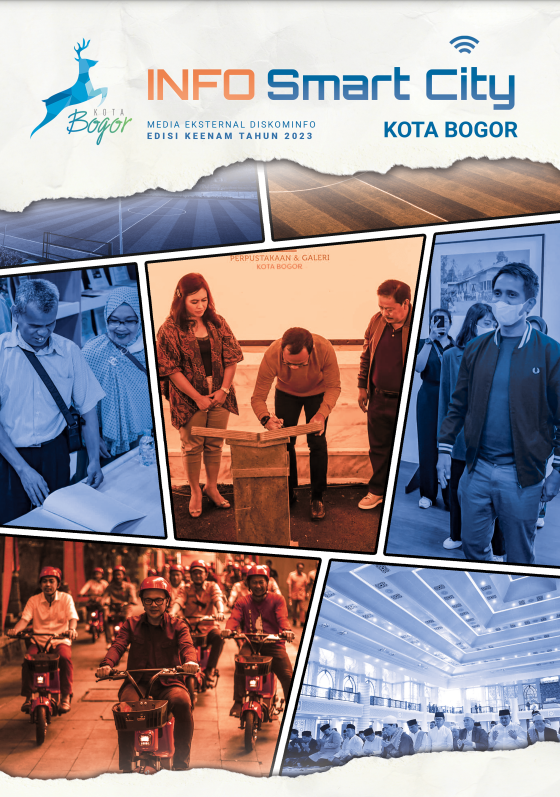 KOTA
Bogor
INFO Smart City
MEDIA EKSTERNAL DISKOMINFO
EDISI KEENAM TAHUN 2023
KOTA BOGOR
PERPUSTAKAAN & GALERI
KOTA BOGOR